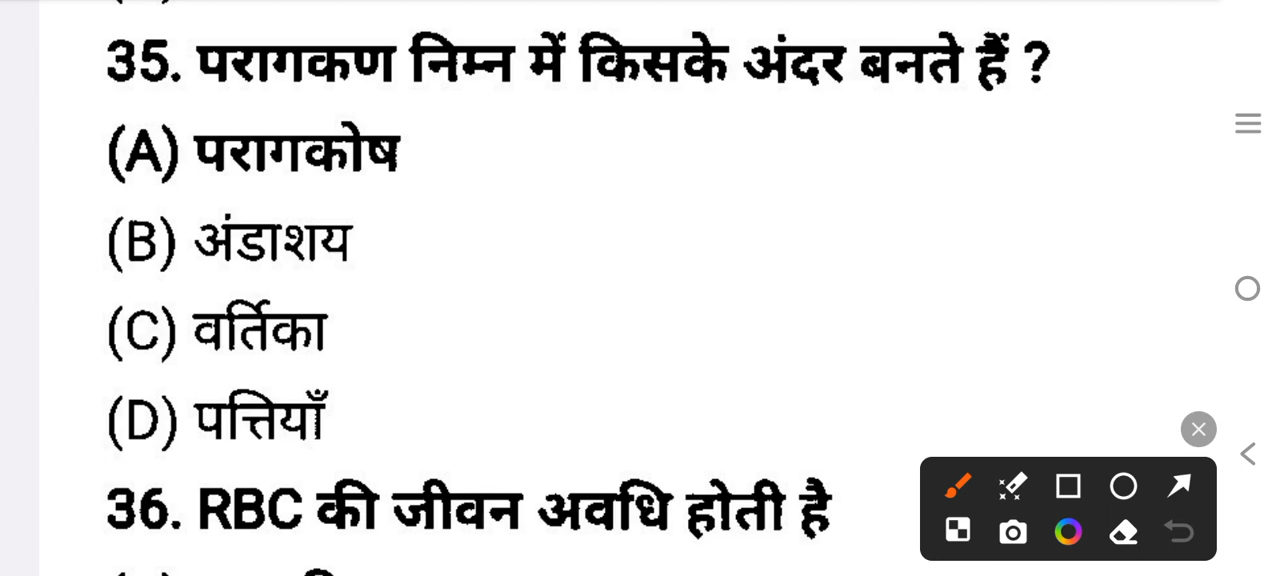 35. परागकण निम्न में किसके अंदर बनते हैं ?
(A) परागकोष
(B) अंडाशय
(C) वर्तिका
(D) पत्तियाँ
36. RBC की जीवन अवधि होती है